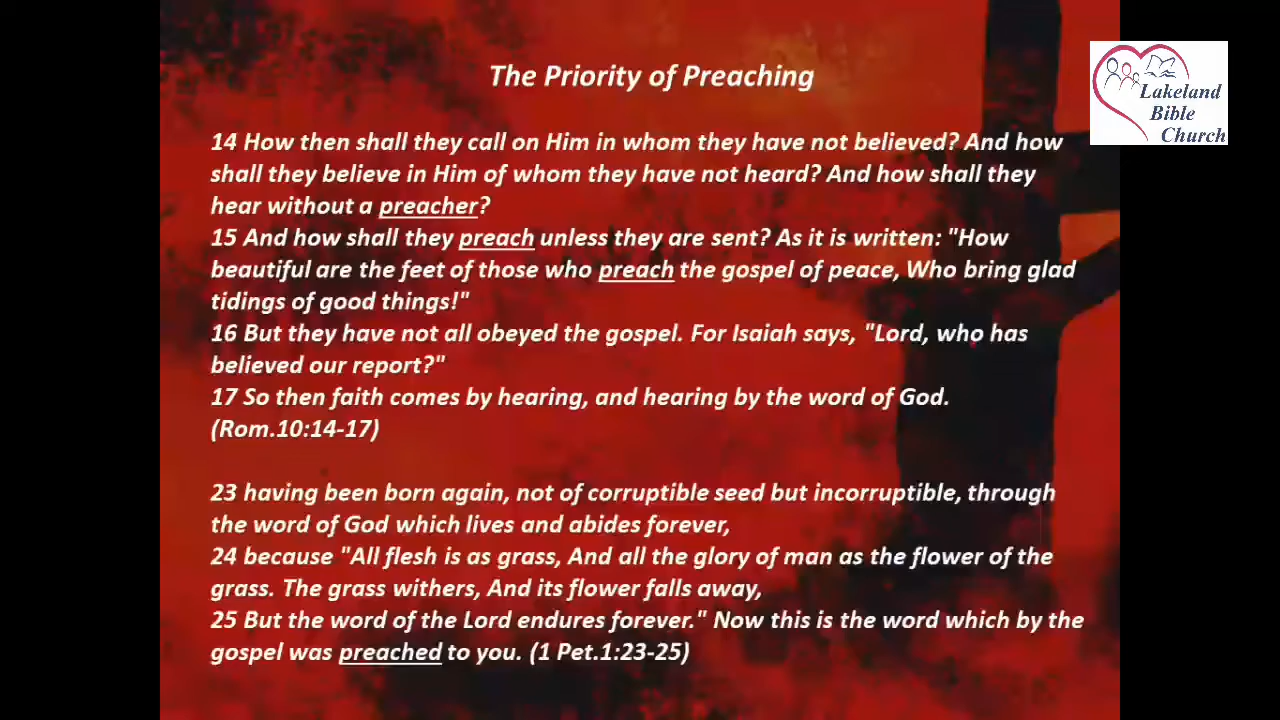 The Priority of Preaching
Lakeland
Bible
Church
14 How then shall they call on Him in whom they have not believed? And how
shall they believe in Him of whom they have not heard? And how shall they
hear without a preacher?
15 And how shall they preach unless they are sent? As it is written: "How
beautiful are the feet of those who preach the gospel of peace, Who bring glad
tidings of good things!"
16 But they have not all obeyed the gospel. For Isaiah says, "Lord, who has
believed our report?"
17 So then faith comes by hearing, and hearing by the word of God.
(Rom.10:14-17)
23 having been born again, not of corruptible seed but incorruptible, through
the word of God which lives and abides forever,
24 because "All flesh is as grass, And all the glory of man as the flower of the
grass. The grass withers, And its flower falls away,
25 But the word of the Lord endures forever." Now this is the word which by the
gospel was preached to you. (1 Pet.1:23-25)